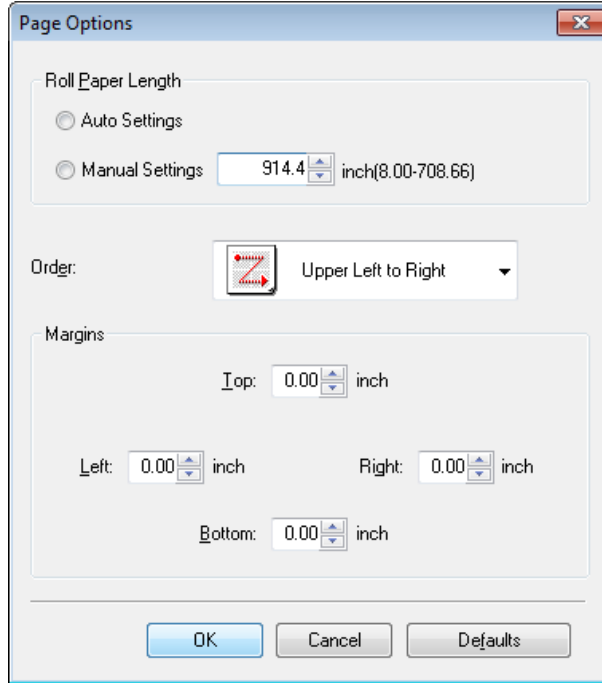 Page Options
Roll Paper Length
Auto Settings
Manual Settings 914.4 inch(8.00-708.66)
Order: Upper Left to Right
Margins
Top: 0.00 inch
Left: 0.00 inch Right: 0.00 inch
Bottom: 0.00 inch
OK Cancel Defaults